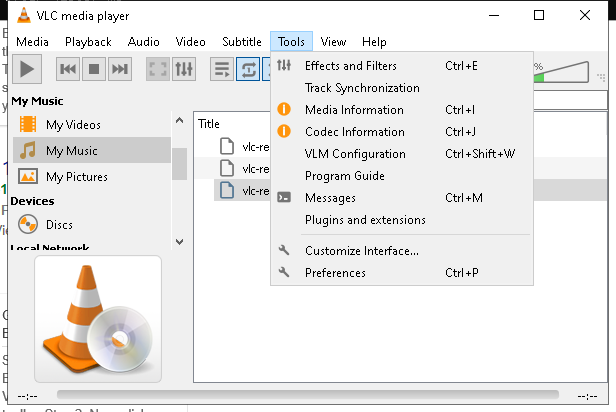 VLC media player
Media Playback Audio Video Subtitle Tools View Help
Effects and Filters Ctrl+E
Track Synchronization
Media Information Ctrl+I
Codec Information Ctrl+J
VLM Configuration Ctrl+Shift+W
Program Guide
Messages Ctrl+M
Plugins and extensions
Customize Interface...
Preferences Ctrl+P
%
My Music
My Videos
My Music
My Pictures
Devices
Discs
Local Network
Title
vlc-re
vlc-re
vlc-re
--:--
--:--